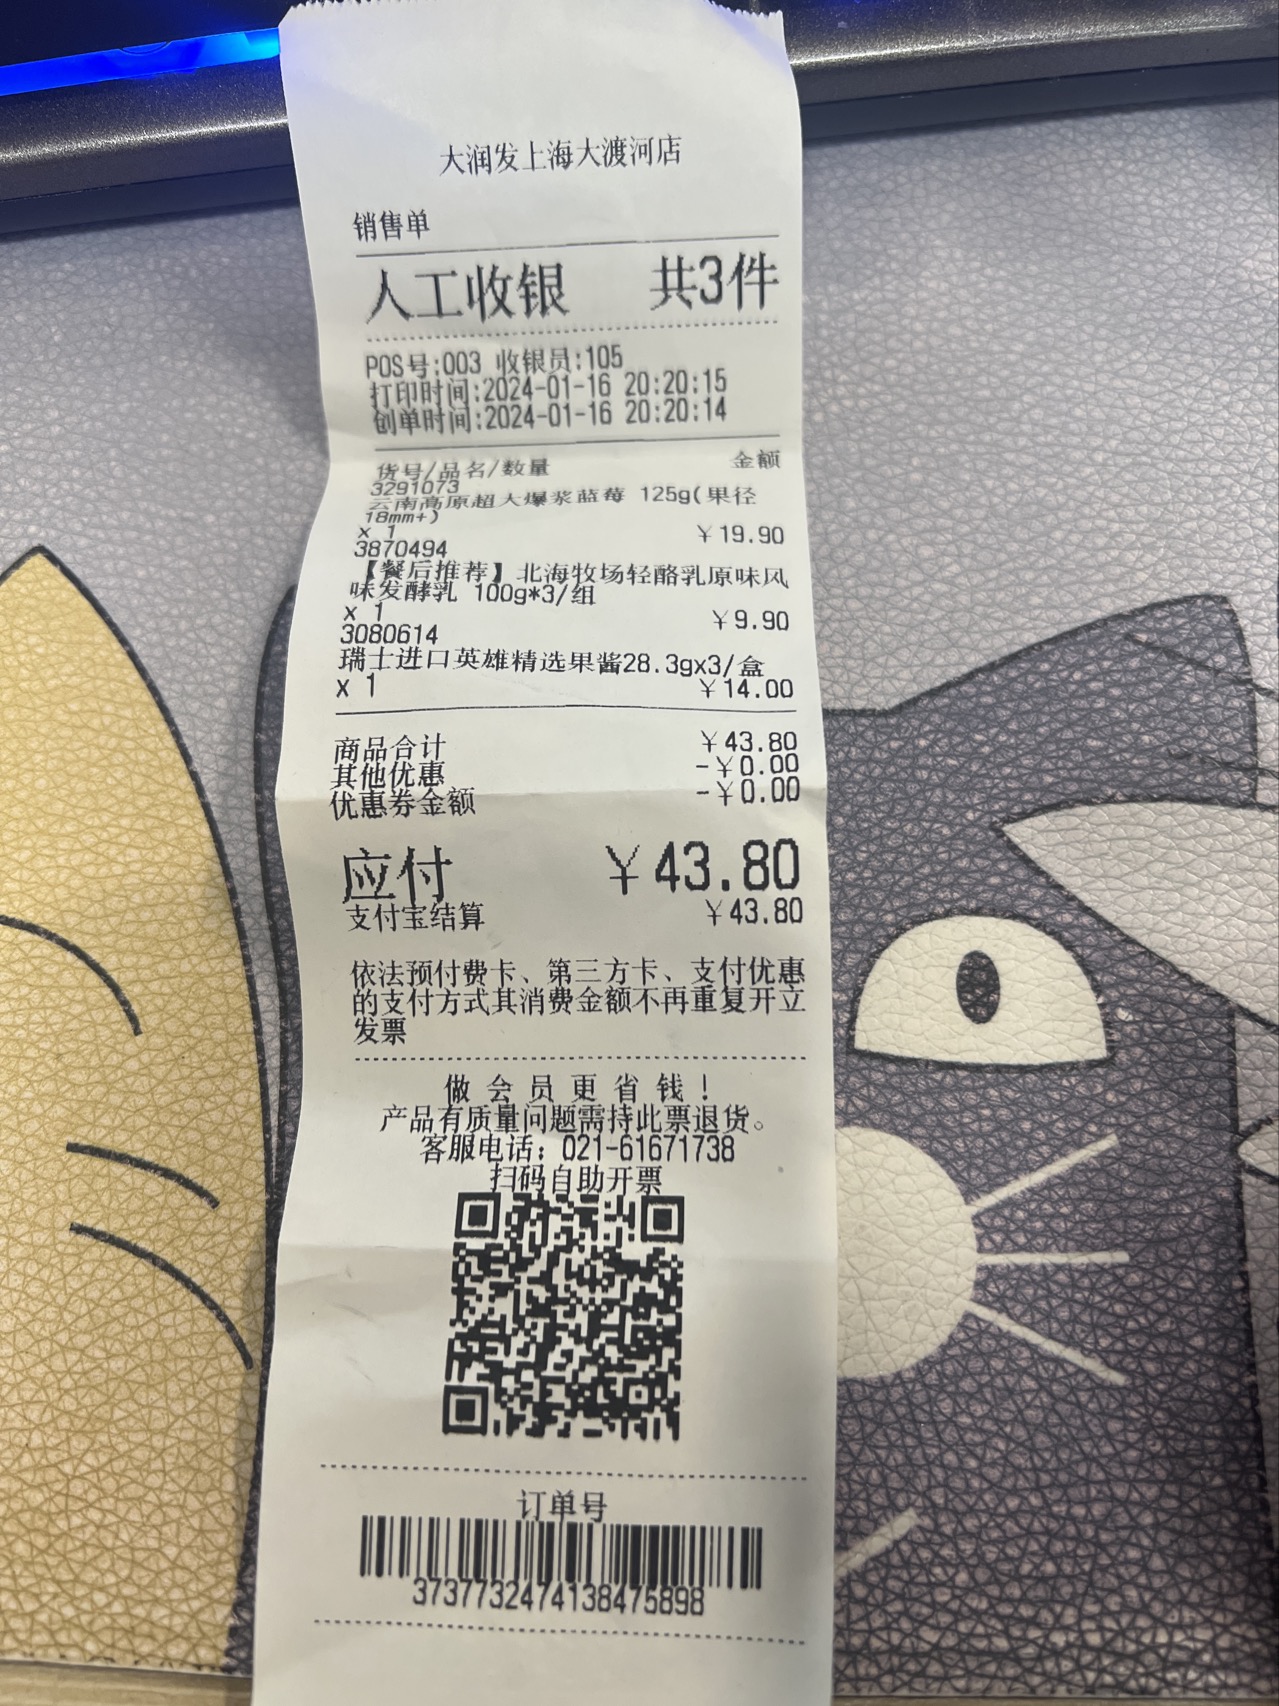 大润发上海大渡河店
销售单
人工收银 共3件
POS号:003 收银员:105
打印时间:2024-01-16 20:20:15
创单时间:2024-01-16 20:20:14
货号/品名/数量 金额
3291073
云南高原超大爆浆蓝莓 125g(果径
18mm+)
x 1 ￥19.90
3870494
【餐后推荐】北海牧场轻酪乳原味风
味发酵乳 100g*3/组
x 1 ￥9.90
3080614
瑞士进口英雄精选果酱28.3gx3/盒
x 1 ￥14.00
商品合计 ￥43.80
其他优惠 -￥0.00
优惠券金额 -￥0.00
应付 ￥43.80
支付宝结算 ￥43.80
依法预付费卡、第三方卡、支付优惠
的支付方式其消费金额不再重复开立
发票
做会员更省钱！
产品有质量问题需持此票退货。
客服电话：021-61671738
扫码自助开票
订单号
3737732474138475898